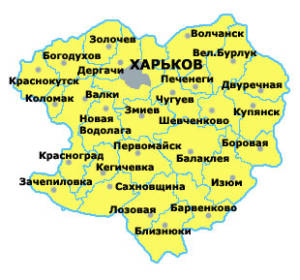 Волчанск
Золочев
Богодухов
Вел.Бурлук
ХАРЬКОВ
Дергачи
Краснокутск
Печенеги
Двуречная
Коломак
Валки
Чугуев
Змиев
Купянск
Новая
Водолага
Шевченково
Первомайск
Боровая
Красноград
Балаклея
Кегичевка
Зачепиловка
Сахновщина
Изюм
Лозовая
Барвенково
Близнюки